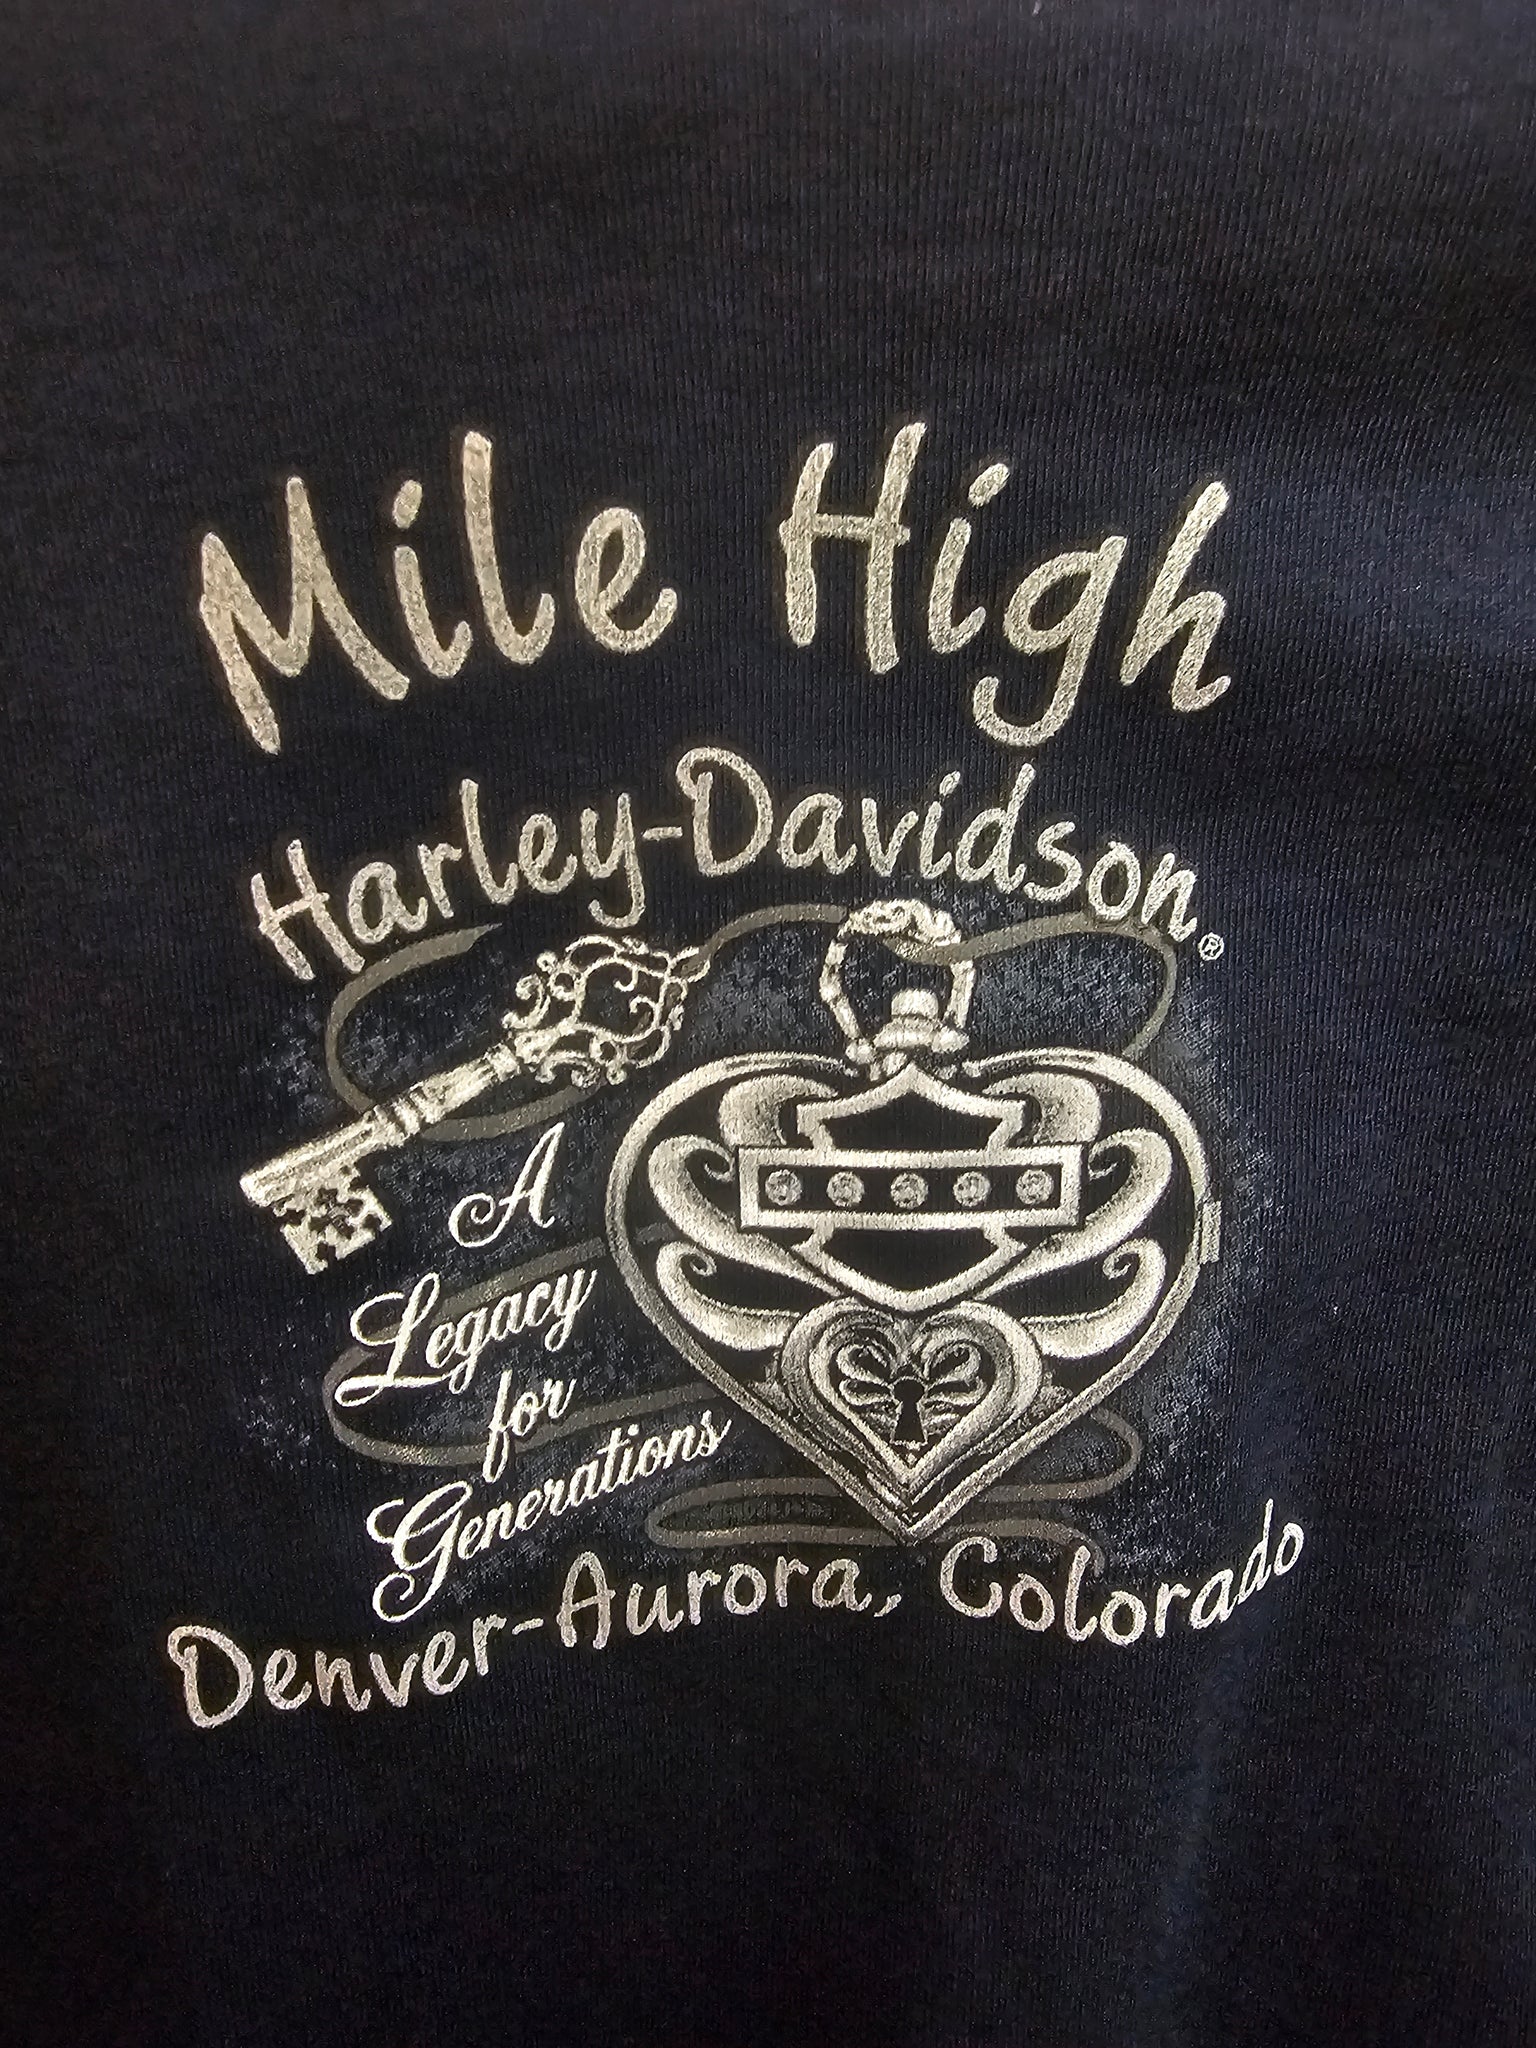 Mile High
Harley-Davidson®
A
Legacy
for
Generations
Denver-Aurora, Colorado